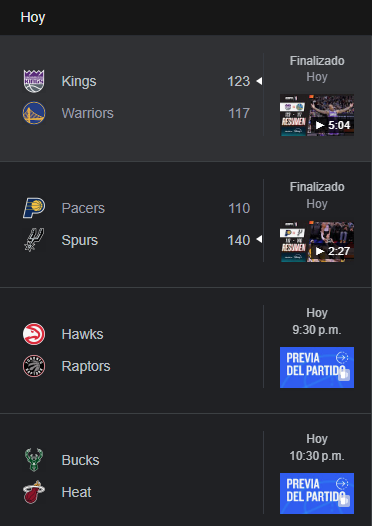 Hoy
Kings 123
Warriors 117
Finalizado
Hoy
RESUMEN
5:04
Pacers 110
Spurs 140
Finalizado
Hoy
RESUMEN
2:27
Hawks
Raptors
Hoy
9:30 p.m.
PREVIA
DEL PARTIDO
Bucks
Heat
Hoy
10:30 p.m.
PREVIA
DEL PARTIDO